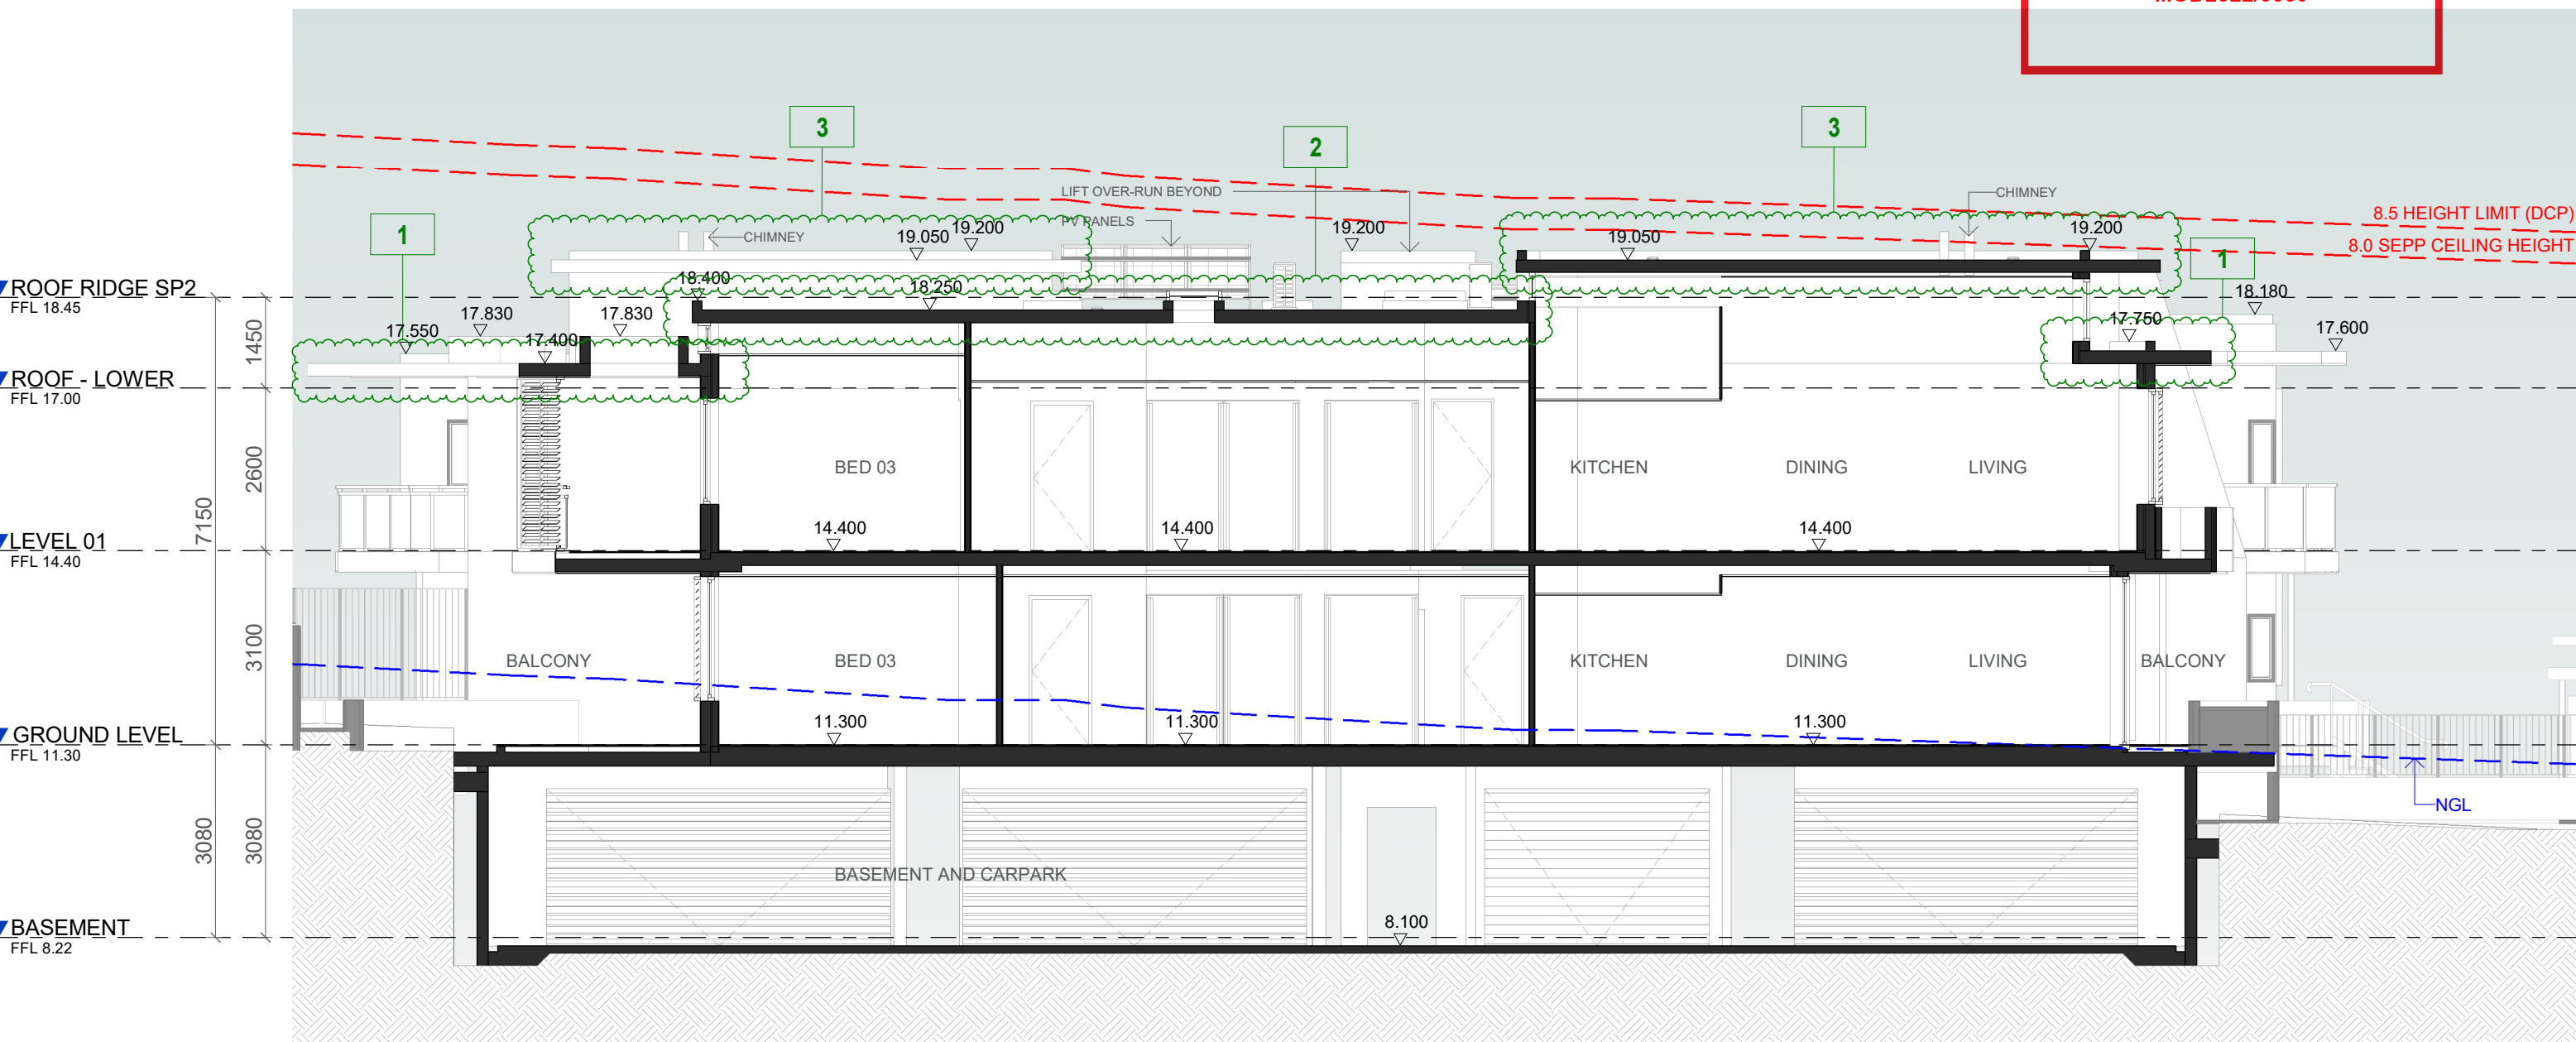 3
3
2
LIFT OVER-RUN BEYOND
CHIMNEY
8.5 HEIGHT LIMIT (DCP)
1
PV PANELS
19.200
19.200
19.200
CHIMNEY
19.050
19.050
8.0 SEPP CEILING HEIGHT
1
18.400
18.250
ROOF RIDGE SP2
FFL 18.45
18.180
17.830
17.830
17.550
17.400
17.750
17.600
1450
ROOF - LOWER
FFL 17.00
2600
BED 03
KITCHEN
DINING
LIVING
7150
14.400
14.400
14.400
LEVEL 01
FFL 14.40
3100
BALCONY
BED 03
KITCHEN
DINING
LIVING
BALCONY
11.300
11.300
11.300
GROUND LEVEL
FFL 11.30
NGL
3080
3080
BASEMENT AND CARPARK
8.100
BASEMENT
FFL 8.22